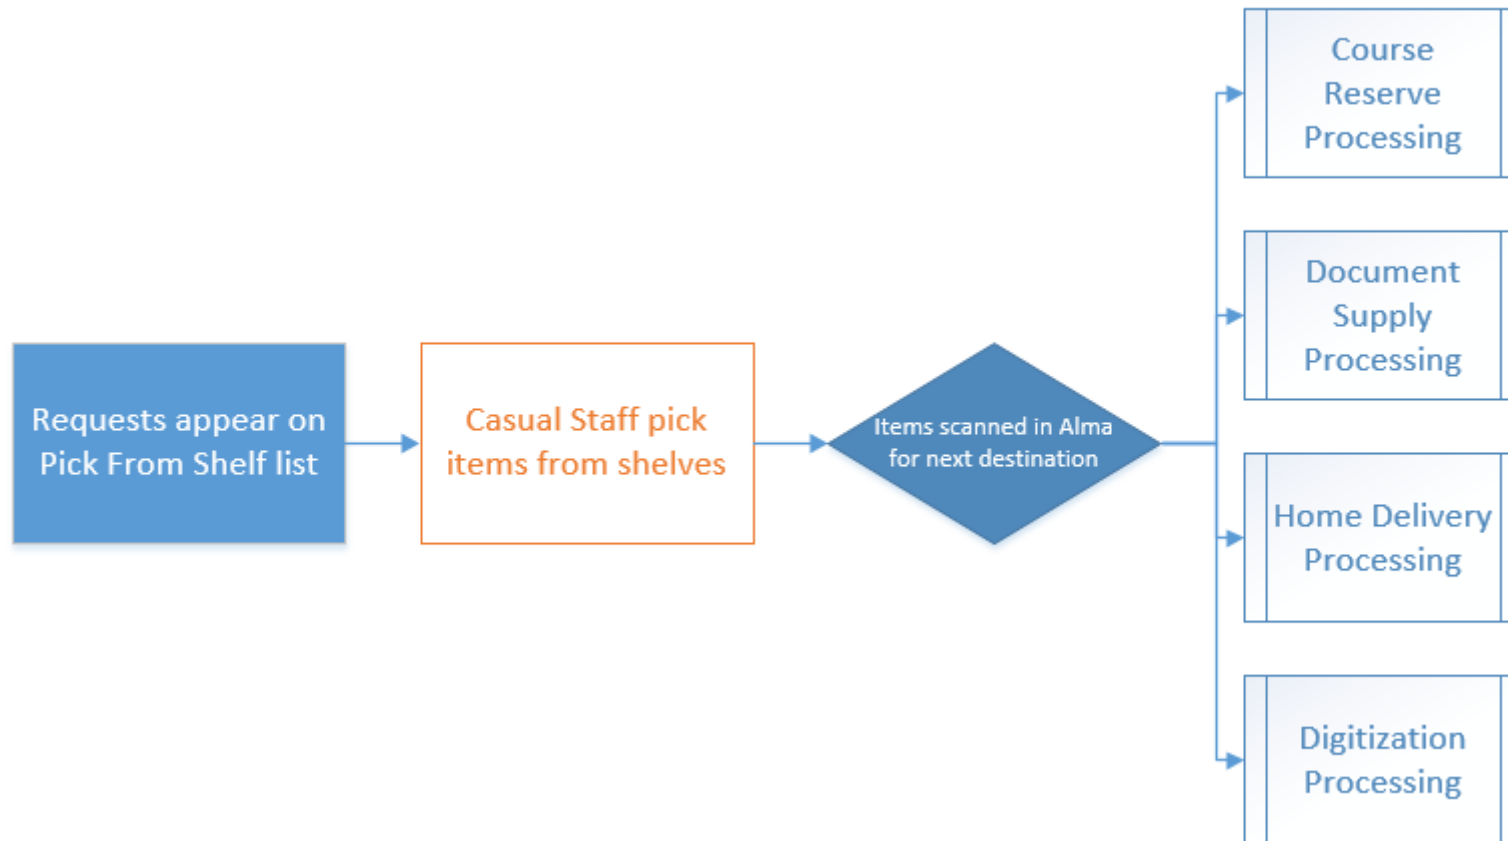 Requests appear on
Pick From Shelf list
Casual Staff pick
items from shelves
Items scanned in Alma
for next destination
Course
Reserve
Processing
Document
Supply
Processing
Home Delivery
Processing
Digitization
Processing